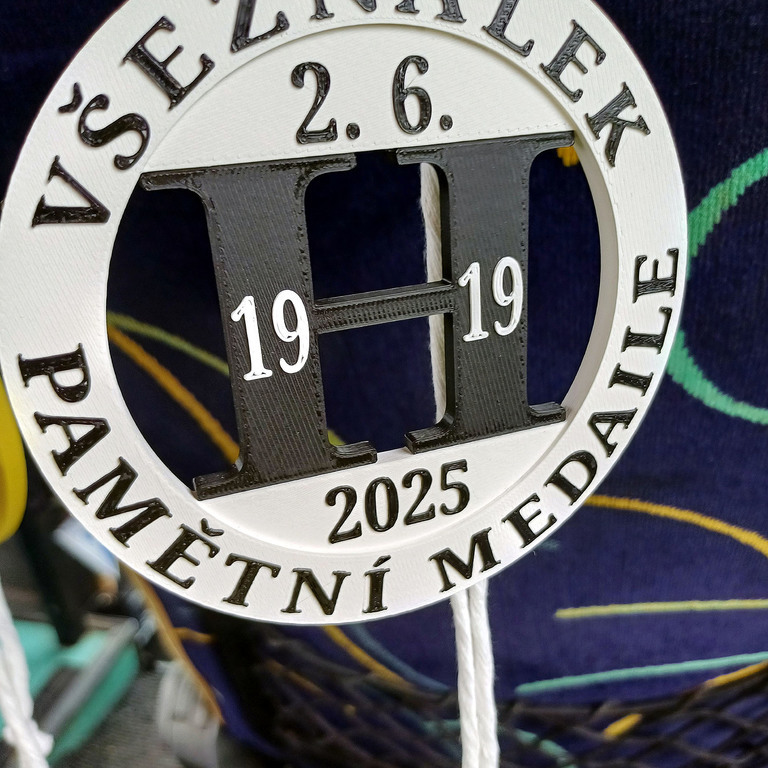 VŠEZNÁLEK
2. 6.
H
19 19
2025
PAMĚTNÍ MEDAILE